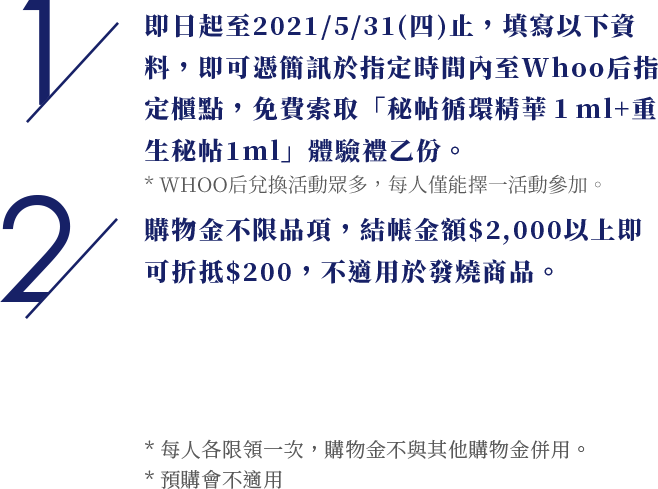 1
即日起至2021/5/31(四)止，填寫以下資
料，即可憑簡訊於指定時間內至Whoo后指
定櫃點，免費索取「秘帖循環精華１ml+重
生秘帖1ml」體驗禮乙份。
* WHOO后兌換活動眾多，每人僅能擇一活動參加。
2
購物金不限品項，結帳金額$2,000以上即
可折抵$200，不適用於發燒商品。
* 每人各限領一次，購物金不與其他購物金併用。
* 預購會不適用